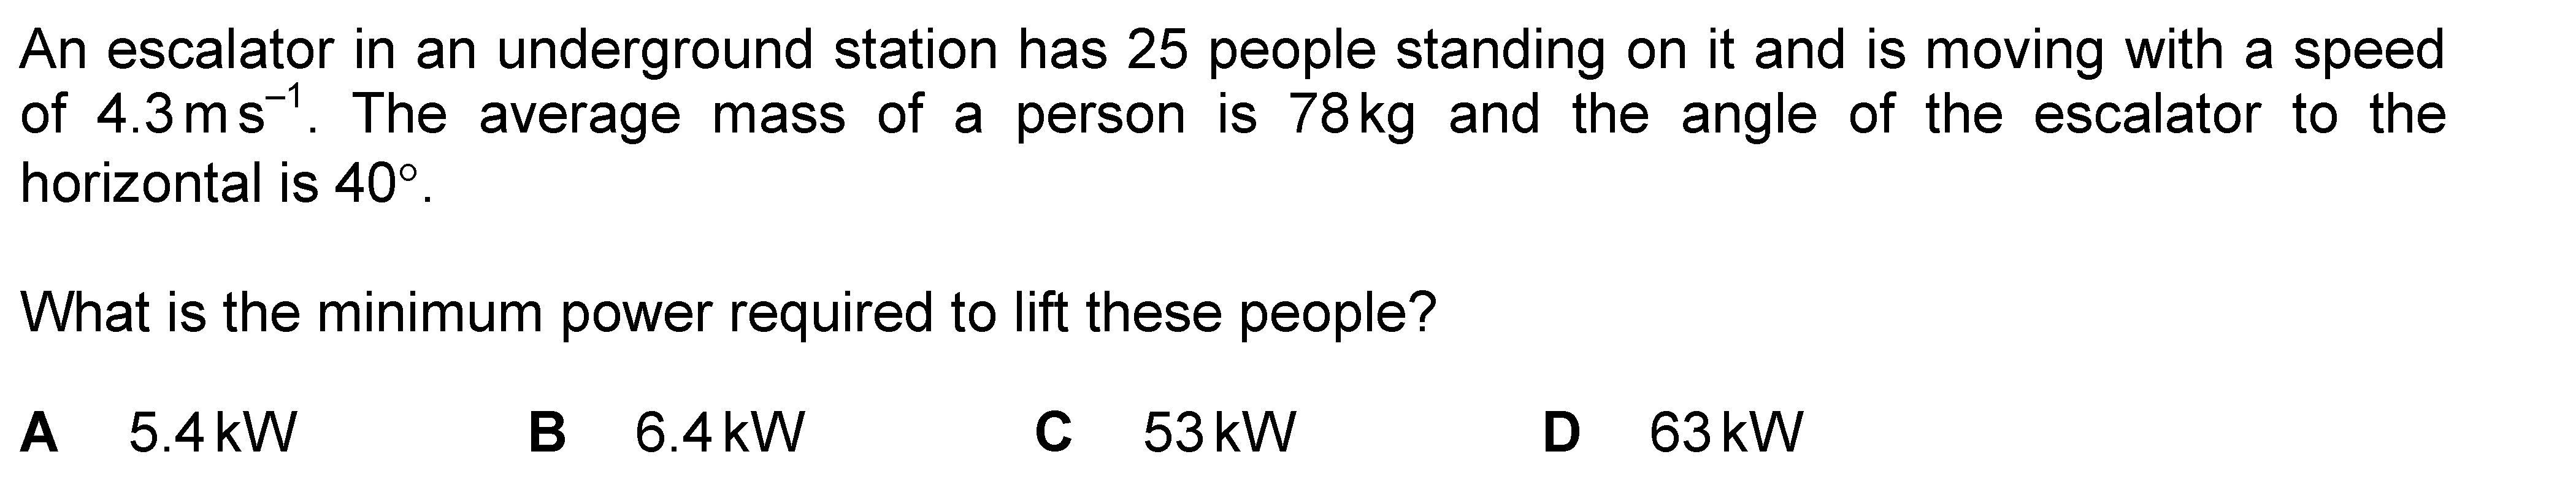 An escalator in an underground station has 25 people standing on it and is moving with a speed
of 4.3 m s⁻¹. The average mass of a person is 78 kg and the angle of the escalator to the
horizontal is 40°.
What is the minimum power required to lift these people?
A 5.4 kW B 6.4 kW C 53 kW D 63 kW